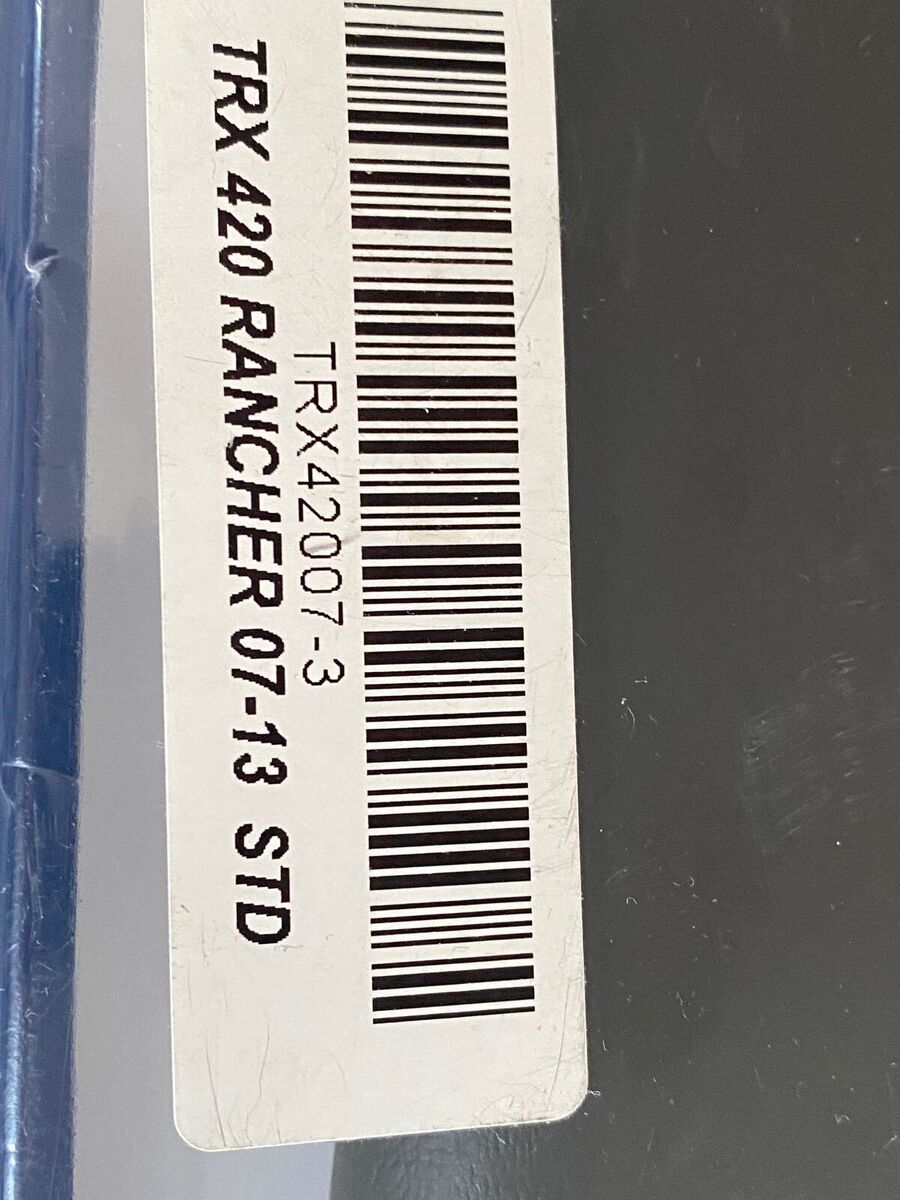 TRX42007-3
TRX 420 RANCHER 07-13 STD